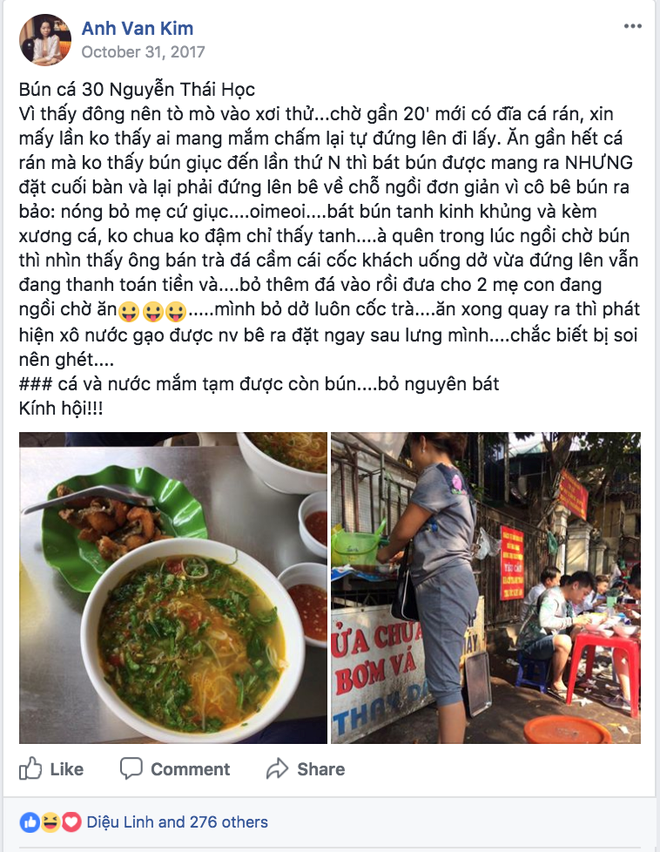 Anh Van Kim
October 31, 2017
Bún cá 30 Nguyễn Thái Học
Vì thấy đông nên tò mò vào xơi thử...chờ gần 20' mới có đĩa cá rán, xin
mấy lần ko thấy ai mang mắm chấm lại tự đứng lên đi lấy. Ăn gần hết cá
rán mà ko thấy bún giục đến lần thứ N thì bát bún được mang ra NHƯNG
đặt cuối bàn và lại phải đứng lên bê về chỗ ngồi đơn giản vì cô bê bún ra
bảo: nóng bỏ mẹ cứ giục....oimeoi....bát bún tanh kinh khủng và kèm
xương cá, ko chua ko đậm chỉ thấy tanh....à quên trong lúc ngồi chờ bún
thì nhìn thấy ông bán trà đá cầm cái cốc khách uống dở vừa đứng lên vẫn
đang thanh toán tiền và....bỏ thêm đá vào rồi đưa cho 2 mẹ con đang
ngồi chờ ăn😜😜😜.....mình bỏ dở luôn cốc trà....ăn xong quay ra thì phát
hiện xô nước gạo được nv bê ra đặt ngay sau lưng mình....chắc biết bị soi
nên ghét....
### cá và nước mắm tạm được còn bún....bỏ nguyên bát
Kính hội!!!
ỬA CHỮA
BƠM VÁ
THAY
Like
Comment
Share
Diệu Linh and 276 others